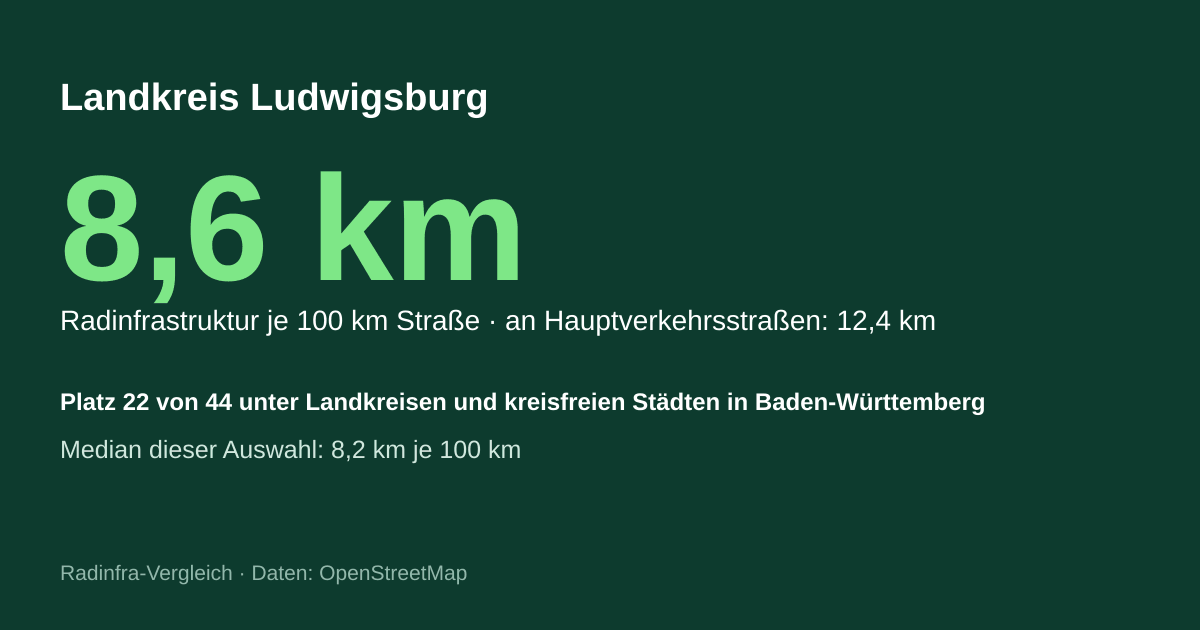 Landkreis Ludwigsburg
8,6 km
Radinfrastruktur je 100 km Straße · an Hauptverkehrsstraßen: 12,4 km
Platz 22 von 44 unter Landkreisen und kreisfreien Städten in Baden-Württemberg
Median dieser Auswahl: 8,2 km je 100 km
Radinfra-Vergleich · Daten: OpenStreetMap